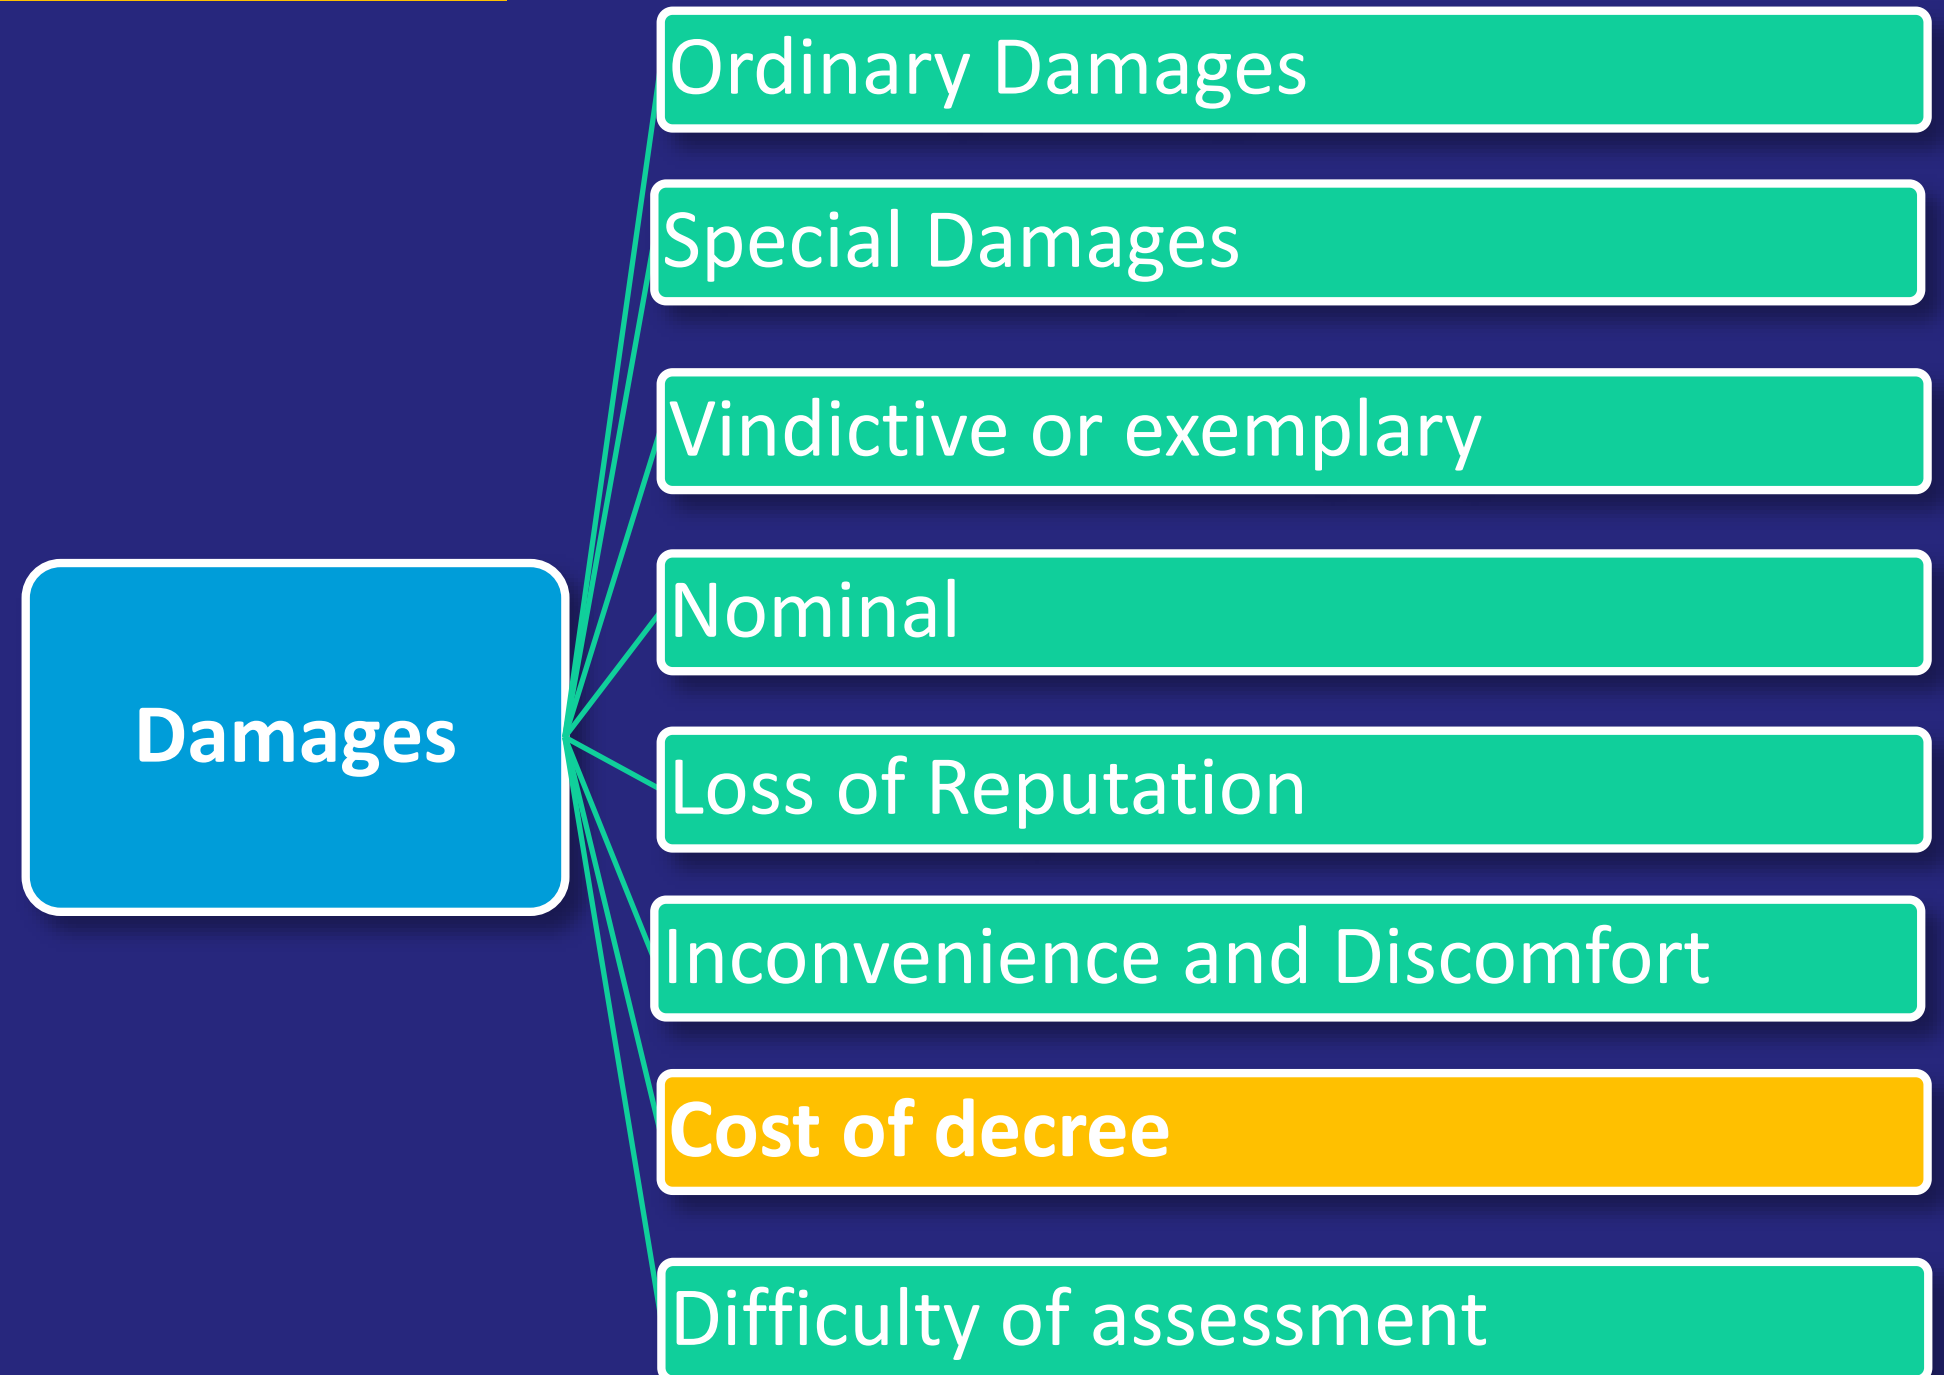 Ordinary Damages
Special Damages
Vindictive or exemplary
Nominal
Damages
Loss of Reputation
Inconvenience and Discomfort
Cost of decree
Difficulty of assessment